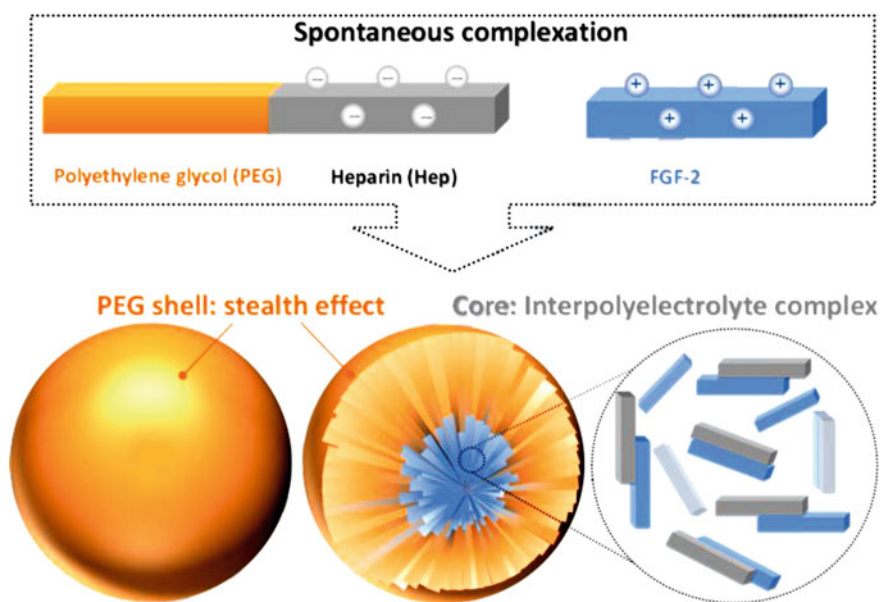 Spontaneous complexation
− − −
− −
+ + +
+ +
Polyethylene glycol (PEG) Heparin (Hep) FGF-2
PEG shell: stealth effect Core: Interpolyelectrolyte complex